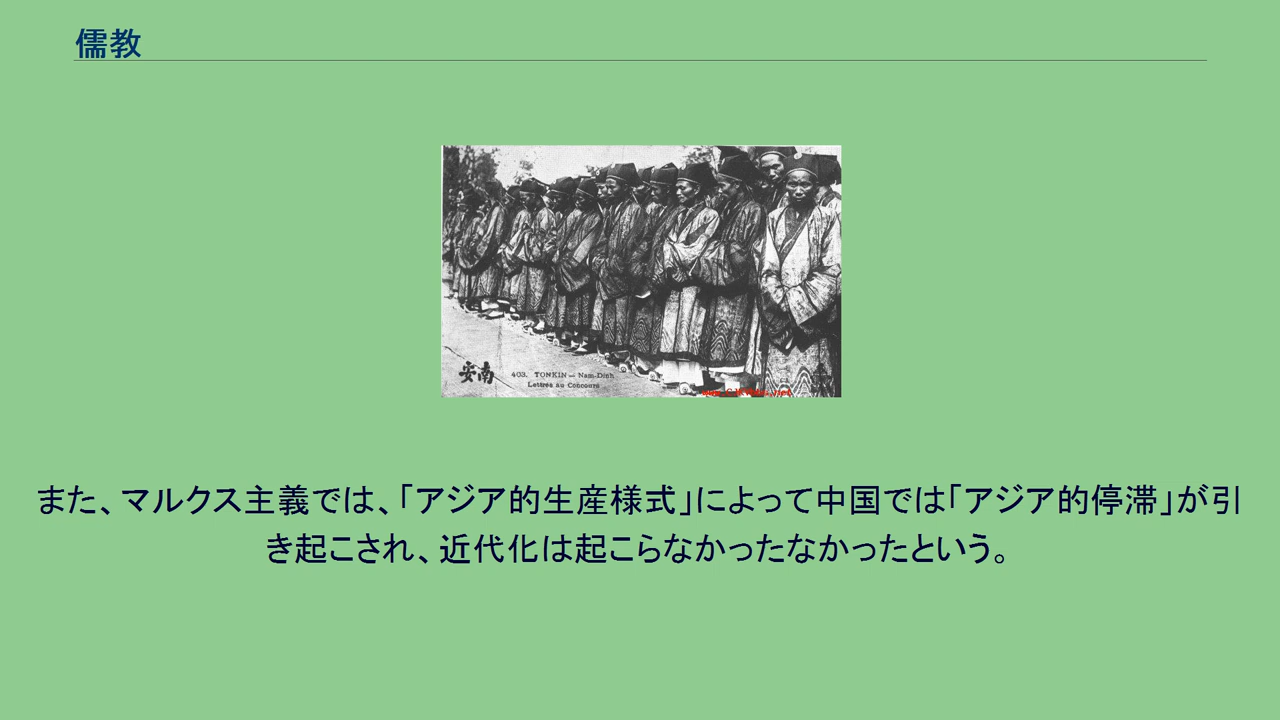 儒教
安南
403. TONKIN — Nam-Dinh
Lettrés au Concours
また、マルクス主義では、「アジア的生産様式」によって中国では「アジア的停滞」が引
き起こされ、近代化は起こらなかったなかったという。